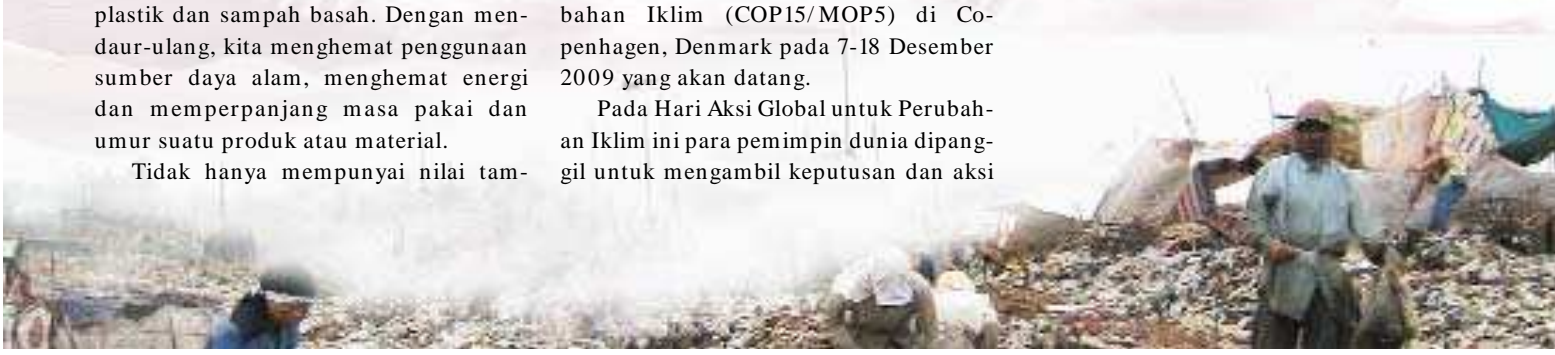 plastik dan sampah basah. Dengan men-
daur-ulang, kita menghemat penggunaan
sumber daya alam, menghemat energi
dan memperpanjang masa pakai dan
umur suatu produk atau material.
Tidak hanya mempunyai nilai tam-
bahan Iklim (COP15/MOP5) di Co-
penhagen, Denmark pada 7-18 Desember
2009 yang akan datang.
Pada Hari Aksi Global untuk Perubah-
an Iklim ini para pemimpin dunia dipang-
gil untuk mengambil keputusan dan aksi